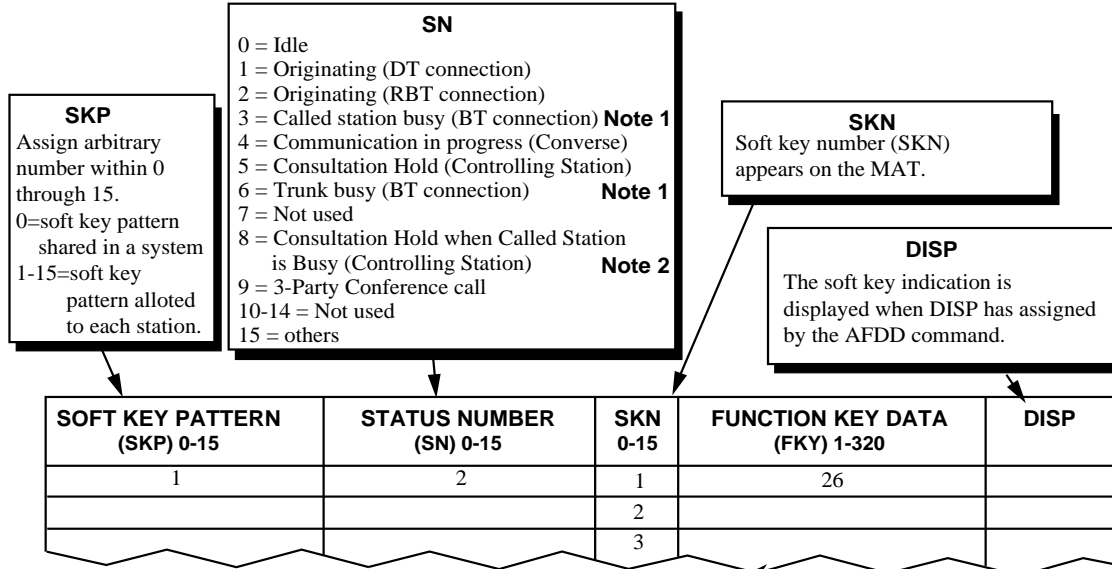 SN
0 = Idle
1 = Originating (DT connection)
2 = Originating (RBT connection)
3 = Called station busy (BT connection) Note 1
4 = Communication in progress (Converse)
5 = Consultation Hold (Controlling Station)
6 = Trunk busy (BT connection) Note 1
7 = Not used
8 = Consultation Hold when Called Station
is Busy (Controlling Station) Note 2
9 = 3-Party Conference call
10-14 = Not used
15 = others
SKP
Assign arbitrary
number within 0
through 15.
0=soft key pattern
shared in a system
1-15=soft key
pattern alloted
to each station.
SKN
Soft key number (SKN)
appears on the MAT.
DISP
The soft key indication is
displayed when DISP has assigned
by the AFDD command.
SOFT KEY PATTERN STATUS NUMBER SKN FUNCTION KEY DATA DISP
(SKP) 0-15 (SN) 0-15 0-15 (FKY) 1-320
1 2 1 26
2
3